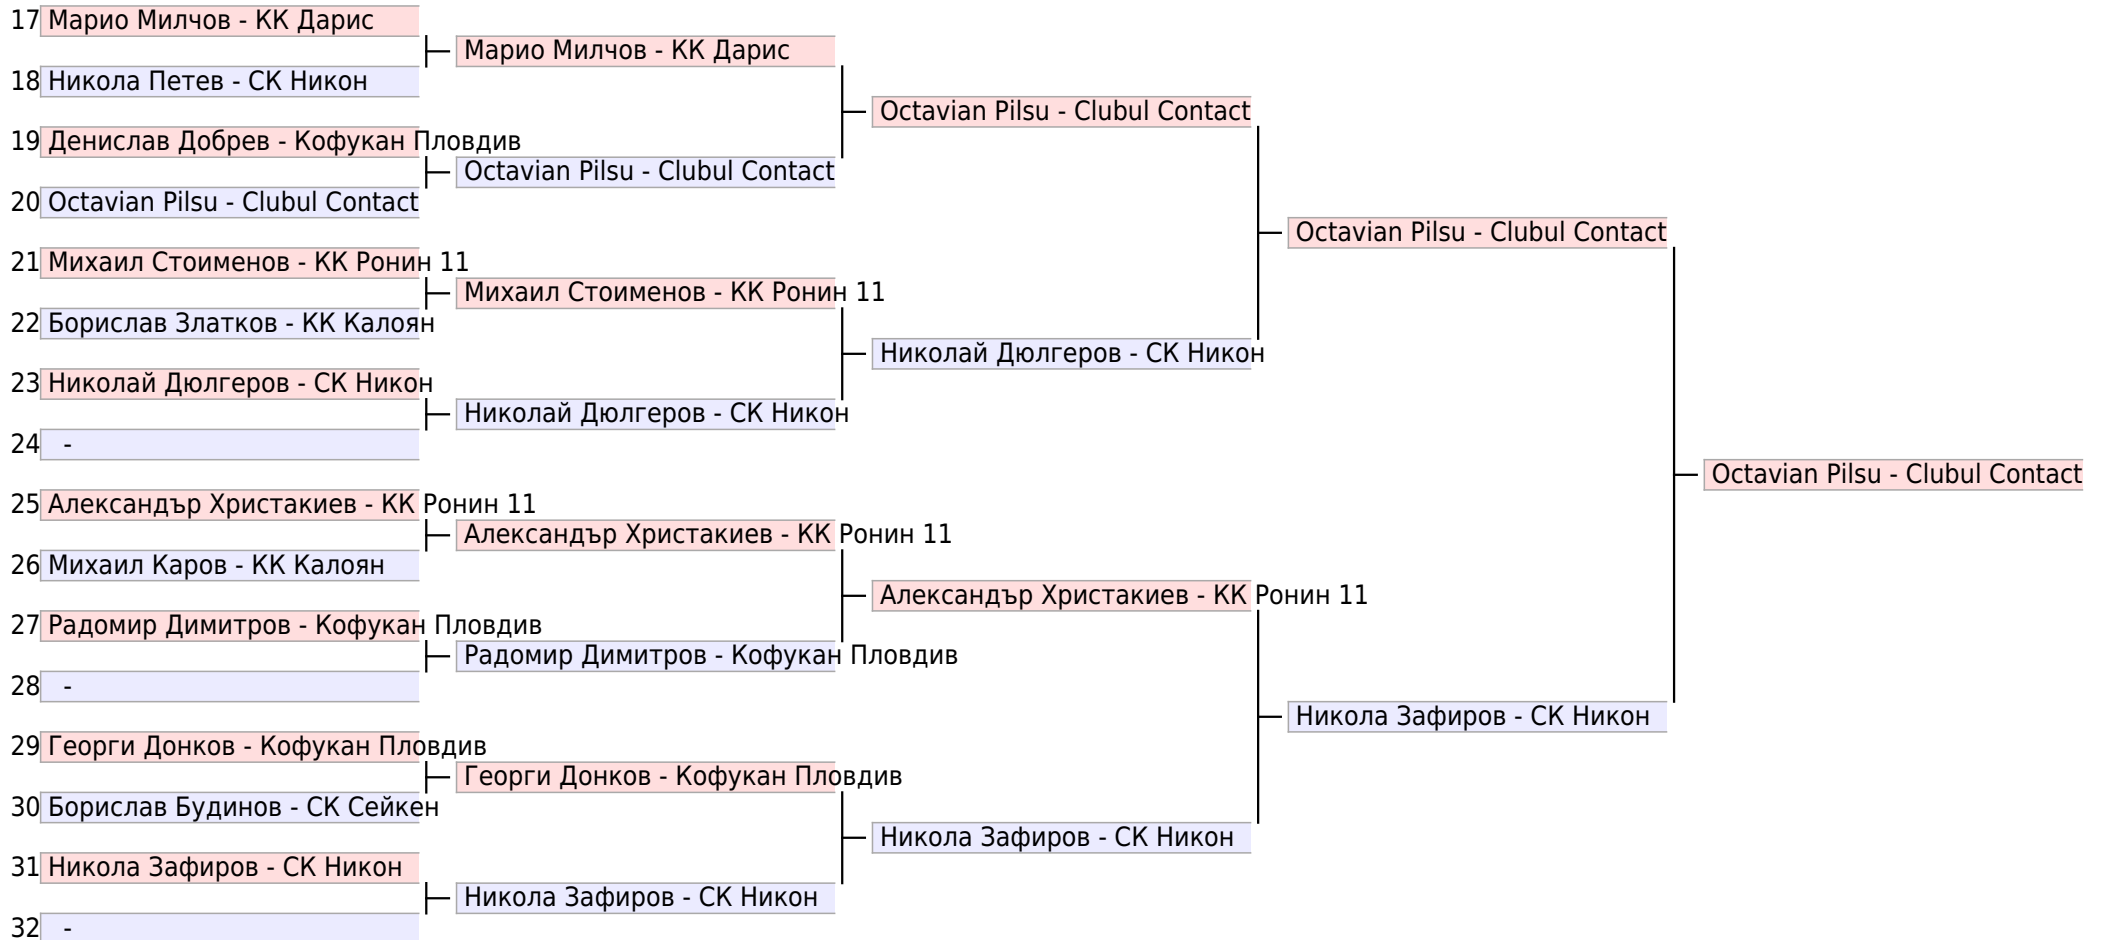 17 Марио Милчов - КК Дарис
Марио Милчов - КК Дарис
18 Никола Петев - СК Никон
Octavian Pilsu - Clubul Contact
19 Денислав Добрев - Кофукан Пловдив
Octavian Pilsu - Clubul Contact
20 Octavian Pilsu - Clubul Contact
Octavian Pilsu - Clubul Contact
21 Михаил Стоименов - КК Ронин 11
Михаил Стоименов - КК Ронин 11
22 Борислав Златков - КК Калоян
Николай Дюлгеров - СК Никон
23 Николай Дюлгеров - СК Никон
Николай Дюлгеров - СК Никон
24 -
Octavian Pilsu - Clubul Contact
25 Александър Христакиев - КК Ронин 11
Александър Христакиев - КК Ронин 11
26 Михаил Каров - КК Калоян
Александър Христакиев - КК Ронин 11
27 Радомир Димитров - Кофукан Пловдив
Радомир Димитров - Кофукан Пловдив
28 -
Никола Зафиров - СК Никон
29 Георги Донков - Кофукан Пловдив
Георги Донков - Кофукан Пловдив
30 Борислав Будинов - СК Сейкен
Никола Зафиров - СК Никон
31 Никола Зафиров - СК Никон
Никола Зафиров - СК Никон
32 -